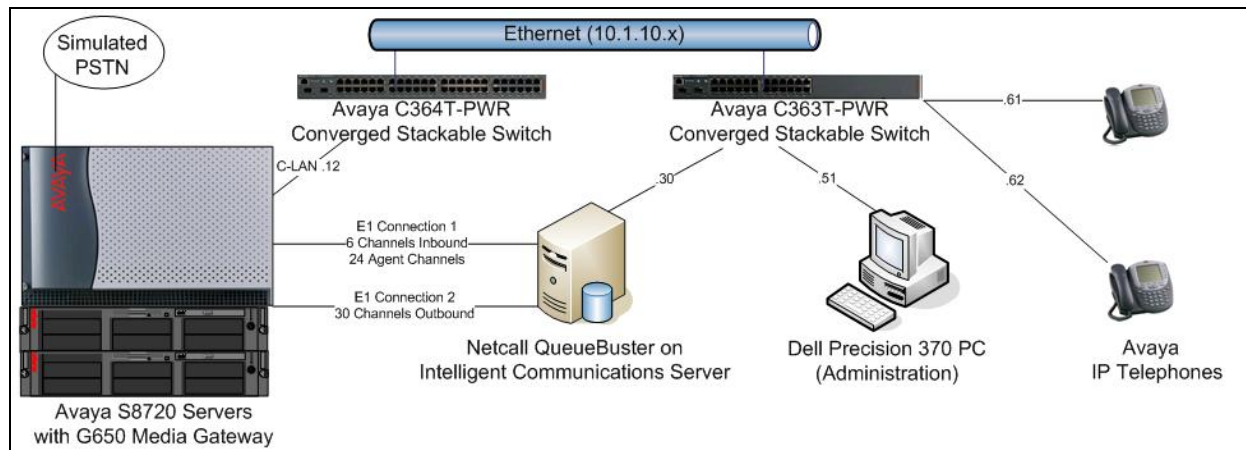 Simulated
PSTN
Ethernet (10.1.10.x)
Avaya C364T-PWR
Converged Stackable Switch
Avaya C363T-PWR
Converged Stackable Switch
.61
.62
C-LAN .12
.30
.51
AVAYA
E1 Connection 1
6 Channels Inbound
24 Agent Channels
E1 Connection 2
30 Channels Outbound
Netcall QueueBuster on
Intelligent Communications Server
Dell Precision 370 PC
(Administration)
Avaya
IP Telephones
Avaya S8720 Servers
with G650 Media Gateway